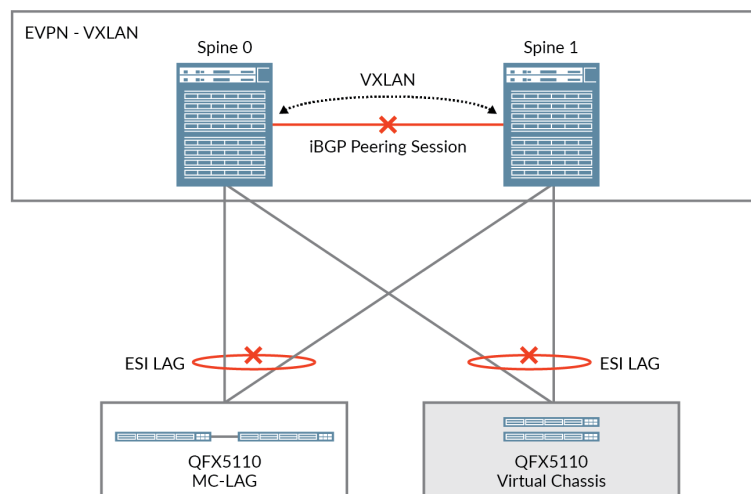 EVPN - VXLAN
Spine 0
Spine 1
VXLAN
iBGP Peering Session
ESI LAG
ESI LAG
QFX5110
MC-LAG
QFX5110
Virtual Chassis